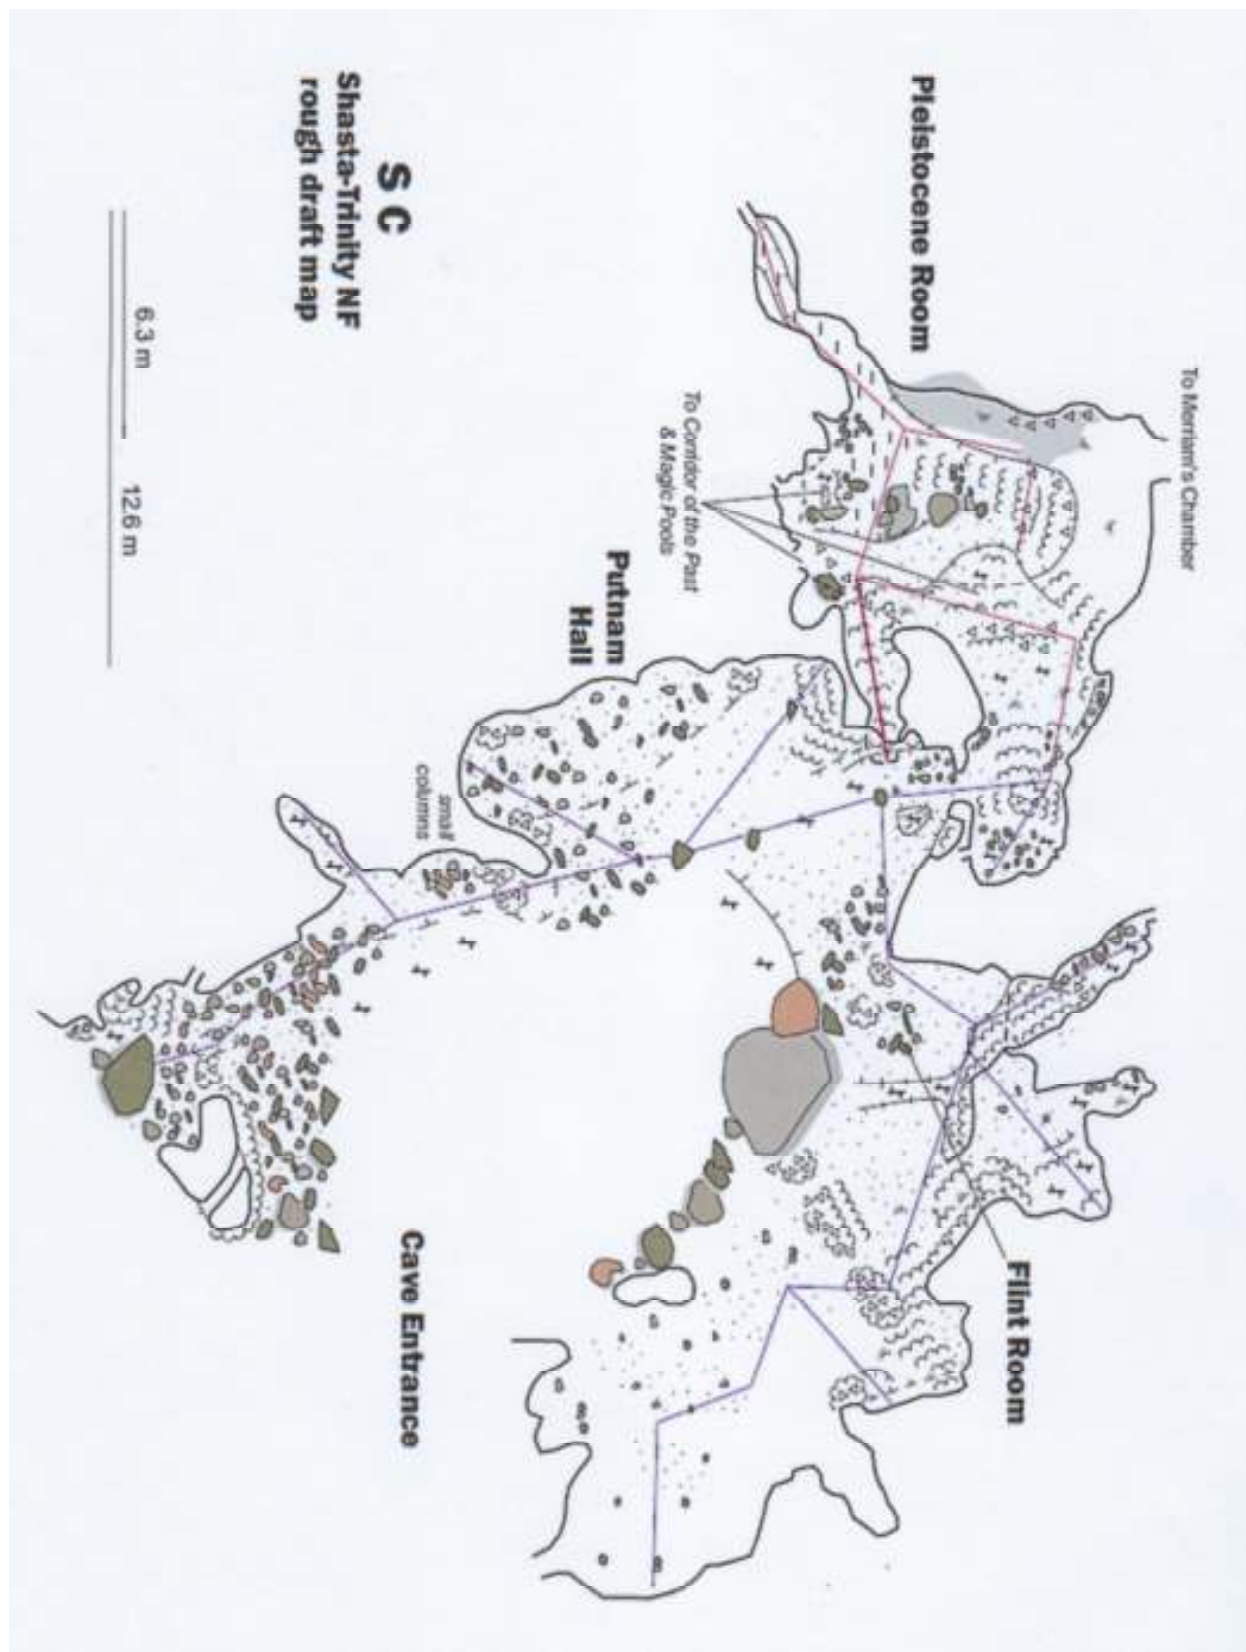 S C
Shasta-Trinity NF
rough draft map
6.3 m
12.6 m
Pleistocene Room
To Merriam's Chamber
To Corridor of the Past
& Magic Pools
Putnam
Hall
small
columns
Flint Room
Cave Entrance